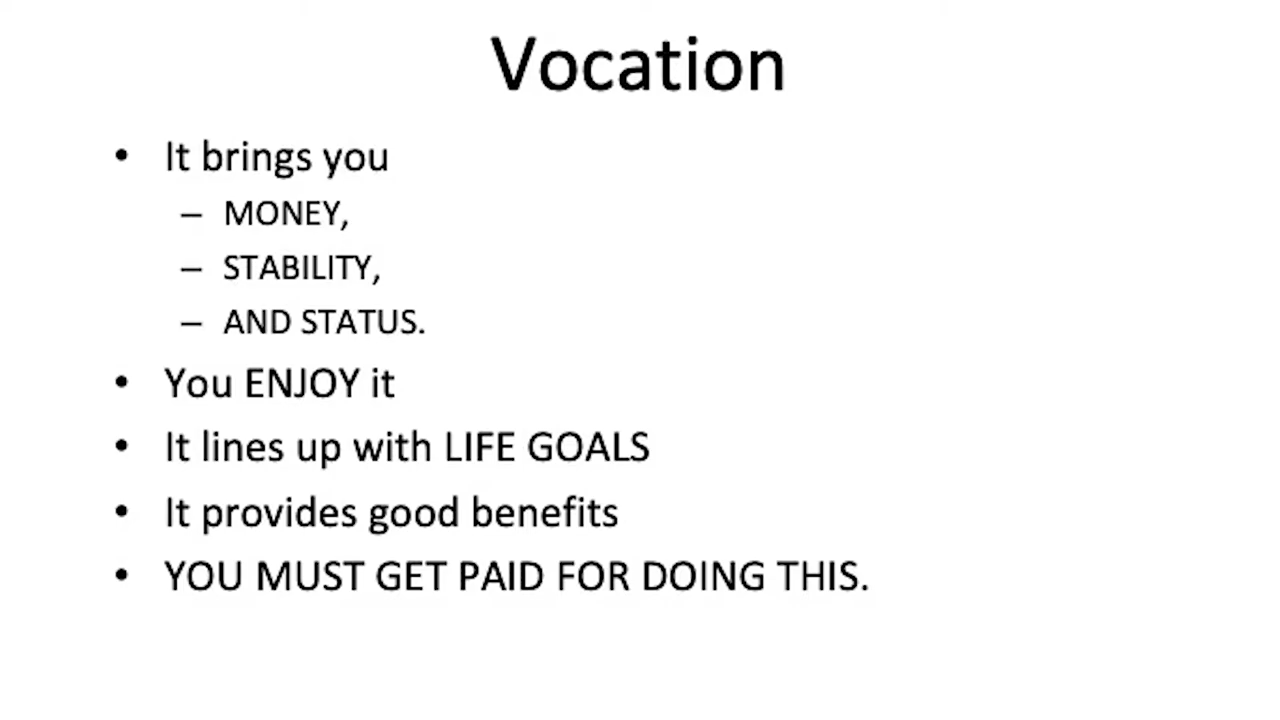 Vocation
• It brings you
– MONEY,
– STABILITY,
– AND STATUS.
• You ENJOY it
• It lines up with LIFE GOALS
• It provides good benefits
• YOU MUST GET PAID FOR DOING THIS.